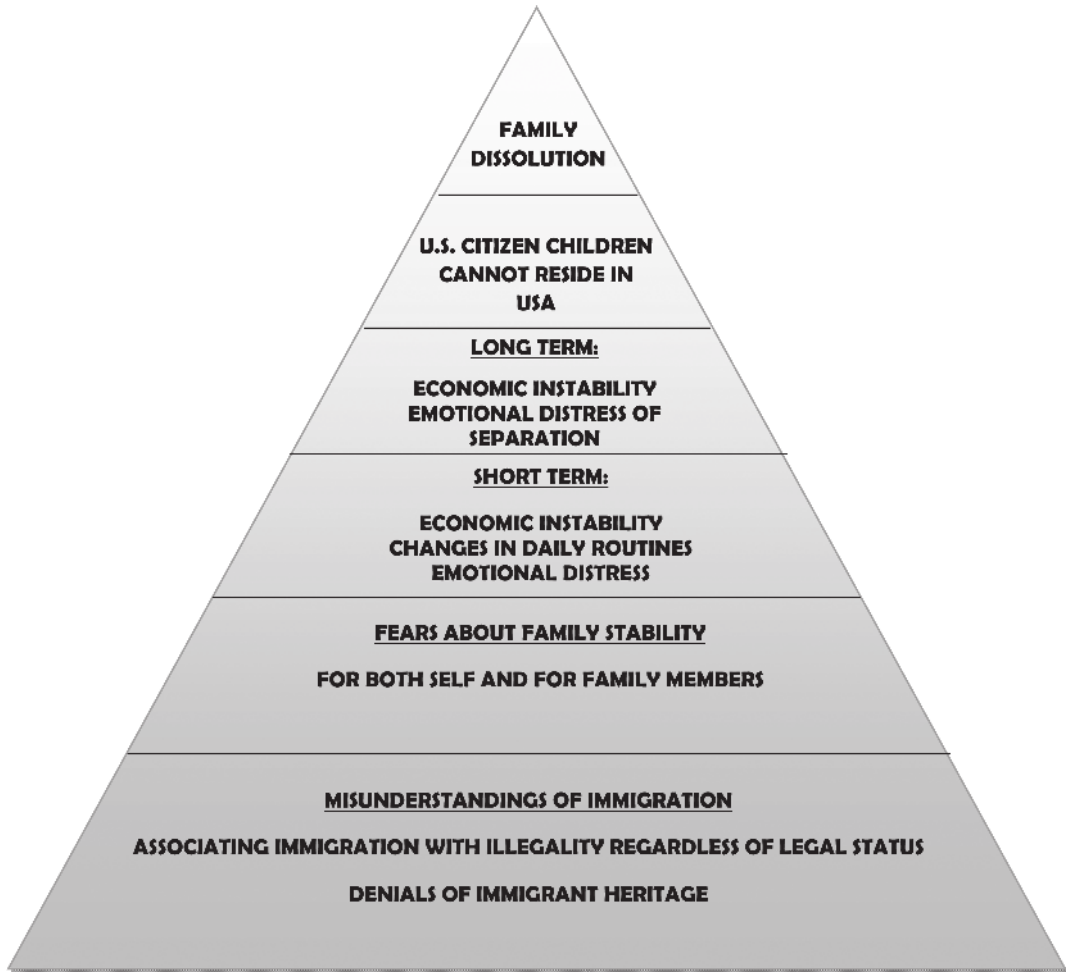 FAMILY
DISSOLUTION
U.S. CITIZEN CHILDREN
CANNOT RESIDE IN
USA
LONG TERM:
ECONOMIC INSTABILITY
EMOTIONAL DISTRESS OF
SEPARATION
SHORT TERM:
ECONOMIC INSTABILITY
CHANGES IN DAILY ROUTINES
EMOTIONAL DISTRESS
FEARS ABOUT FAMILY STABILITY
FOR BOTH SELF AND FOR FAMILY MEMBERS
MISUNDERSTANDINGS OF IMMIGRATION
ASSOCIATING IMMIGRATION WITH ILLEGALITY REGARDLESS OF LEGAL STATUS
DENIALS OF IMMIGRANT HERITAGE